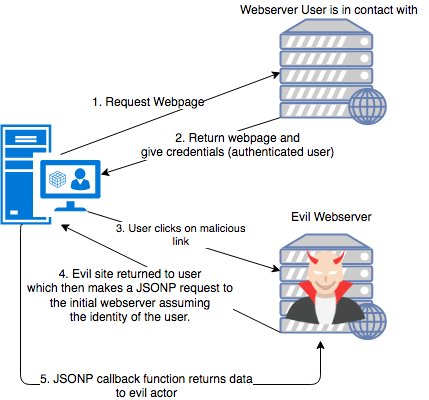 Webserver User is in contact with
1. Request Webpage
2. Return webpage and
give credentials (authenticated user)
Evil Webserver
3. User clicks on malicious
link
4. Evil site returned to user
which then makes a JSONP request to
the initial webserver assuming
the identity of the user.
5. JSONP callback function returns data
to evil actor